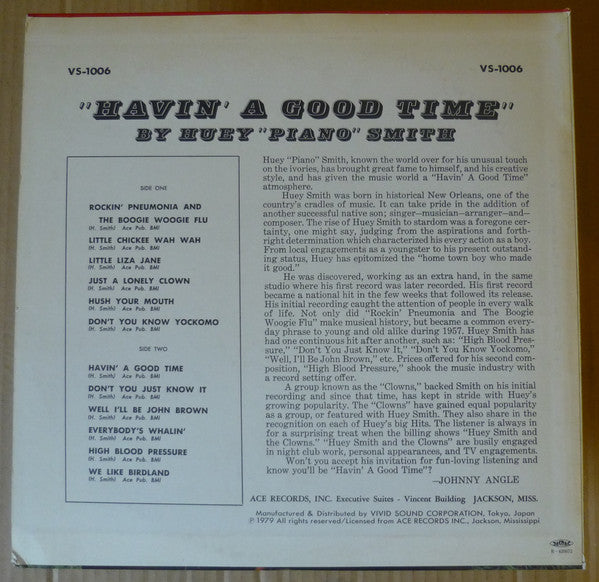 VS-1006
VS-1006
"HAVIN' A GOOD TIME"
BY HUEY "PIANO" SMITH
SIDE ONE
ROCKIN' PNEUMONIA AND
THE BOOGIE WOOGIE FLU
(H. Smith) Ace Pub. BMI
LITTLE CHICKEE WAH WAH
(H. Smith) Ace Pub. BMI
LITTLE LIZA JANE
(H. Smith) Ace Pub. BMI
JUST A LONELY CLOWN
(H. Smith) Ace Pub. BMI
HUSH YOUR MOUTH
(H. Smith) Ace Pub. BMI
DON'T YOU KNOW YOCKOMO
(H. Smith) Ace Pub. BMI
SIDE TWO
HAVIN' A GOOD TIME
(H. Smith) Ace Pub. BMI
DON'T YOU JUST KNOW IT
(H. Smith) Ace Pub. BMI
WELL I'LL BE JOHN BROWN
(H. Smith) Ace Pub. BMI
EVERYBODY'S WHALIN'
(H. Smith) Ace Pub. BMI
HIGH BLOOD PRESSURE
(H. Smith) Ace Pub. BMI
WE LIKE BIRDLAND
(H. Smith) Ace Pub. BMI
Huey "Piano" Smith, known the world over for his unusual touch
on the ivories, has brought great fame to himself, and his creative
style, and has given the music world a "Havin' A Good Time"
atmosphere.
Huey Smith was born in historical New Orleans, one of the
country's cradles of music. It can take pride in the addition of
another successful native son; singer—musician—arranger—and—
composer. The rise of Huey Smith to stardom was a foregone cer-
tainty, one might say, judging from the aspirations and forth-
right determination which characterized his every action as a boy.
From local engagements as a youngster to his present outstand-
ing status, Huey has epitomized the "home town boy who made
it good."
He was discovered, working as an extra hand, in the same
studio where his first record was later recorded. His first record
became a national hit in the few weeks that followed its release.
His initial recording caught the attention of people in every walk
of life. Not only did "Rockin' Pneumonia and The Boogie
Woogie Flu" make musical history, but became a common every-
day phrase to young and old alike during 1957. Huey Smith has
had one continuous hit after another, such as: "High Blood Pres-
sure," "Don't You Just Know It," "Don't You Know Yockomo,"
"Well, I'll Be John Brown," etc. Prices offered for his second com-
position, "High Blood Pressure," shook the music industry with
a record setting offer.
A group known as the "Clowns," backed Smith on his initial
recording and since that time, has kept in stride with Huey's
growing popularity. The "Clowns" have gained equal popularity
as a group, or featured with Huey Smith. They also share in the
recognition on each of Huey's big Hits. The listener is always in
for a surprising treat when the billing shows "Huey Smith and
the Clowns." "Huey Smith and the Clowns" are busily engaged
in night club work, personal appearances, and TV engagements.
Won't you accept his invitation for fun-loving listening and
know you'll be "Havin' A Good Time"?
—JOHNNY ANGLE
ACE RECORDS, INC. Executive Suites - Vincent Building JACKSON, MISS.
Manufactured & Distributed by VIVID SOUND CORPORATION, Tokyo, Japan
℗ 1979 All rights reserved/Licensed from ACE RECORDS INC., Jackson, Mississippi